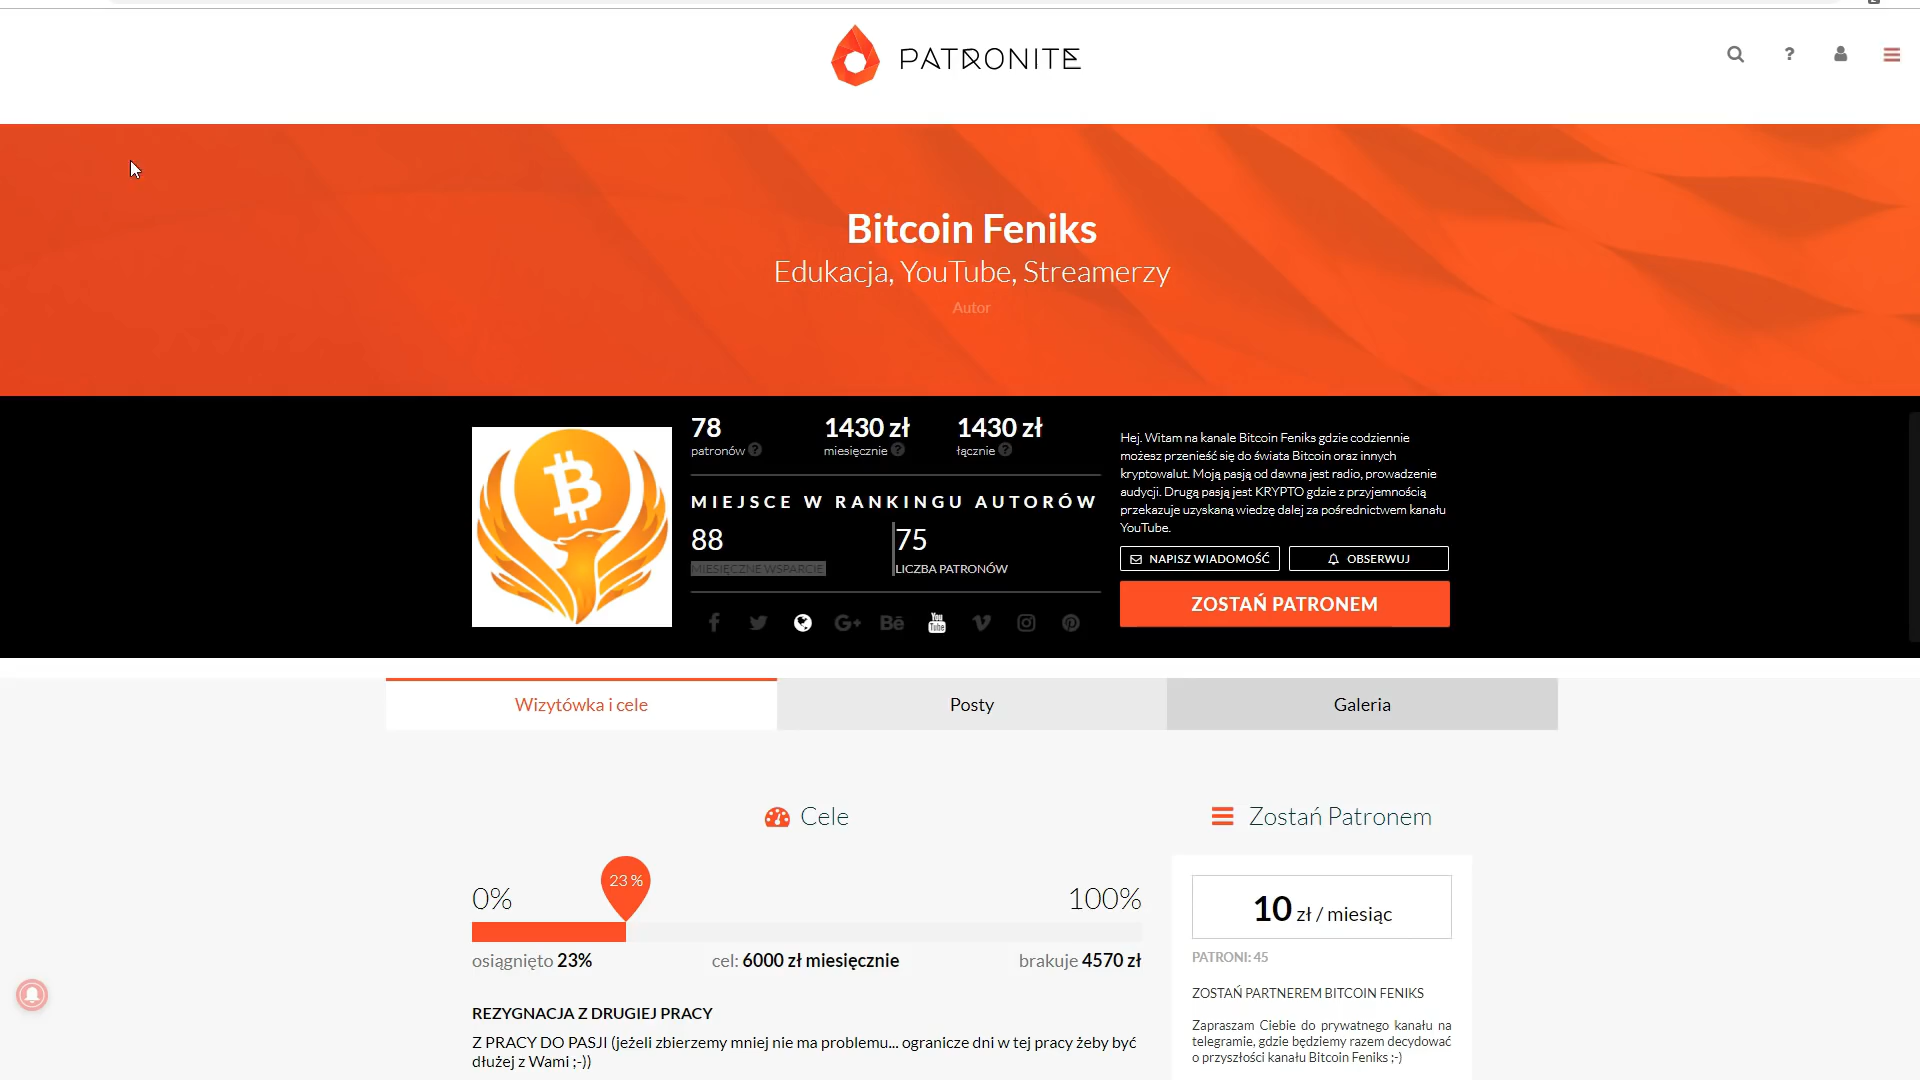 PATRONITE
?
Bitcoin Feniks
Edukacja, YouTube, Streamerzy
Autor
78
patronów ?
1430 zł
miesięcznie ?
1430 zł
łącznie ?
MIEJSCE W RANKINGU AUTORÓW
88
MIESIĘCZNE WSPARCIE
75
LICZBA PATRONÓW
G+ Bē You Tube
Hej. Witam na kanale Bitcoin Feniks gdzie codziennie
możesz przenieść się do świata Bitcoin oraz innych
kryptowalut. Moją pasją od dawna jest radio, prowadzenie
audycji. Drugą pasją jest KRYPTO gdzie z przyjemnością
przekazuje uzyskaną wiedzę dalej za pośrednictwem kanału
YouTube.
NAPISZ WIADOMOŚĆ
OBSERWUJ
ZOSTAŃ PATRONEM
Wizytówka i cele
Posty
Galeria
Cele
0%
23 %
100%
osiągnięto 23%
cel: 6000 zł miesięcznie
brakuje 4570 zł
REZYGNACJA Z DRUGIEJ PRACY
Z PRACY DO PASJI (jeżeli zbierzemy mniej nie ma problemu... ogranicze dni w tej pracy żeby być
dłużej z Wami ;-))
Zostań Patronem
10 zł / miesiąc
PATRONI: 45
ZOSTAŃ PARTNEREM BITCOIN FENIKS
Zapraszam Ciebie do prywatnego kanału na
telegramie, gdzie będziemy razem decydować
o przyszłości kanału Bitcoin Feniks ;-)